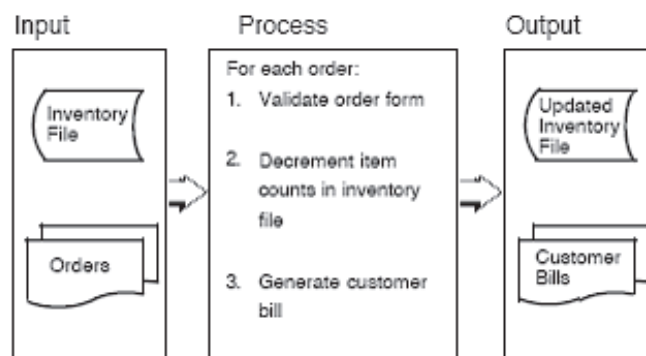 Input
Process
Output
Inventory
File
Orders
For each order:
1. Validate order form
2. Decrement item
counts in inventory
file
3. Generate customer
bill
Updated
Inventory
File
Customer
Bills